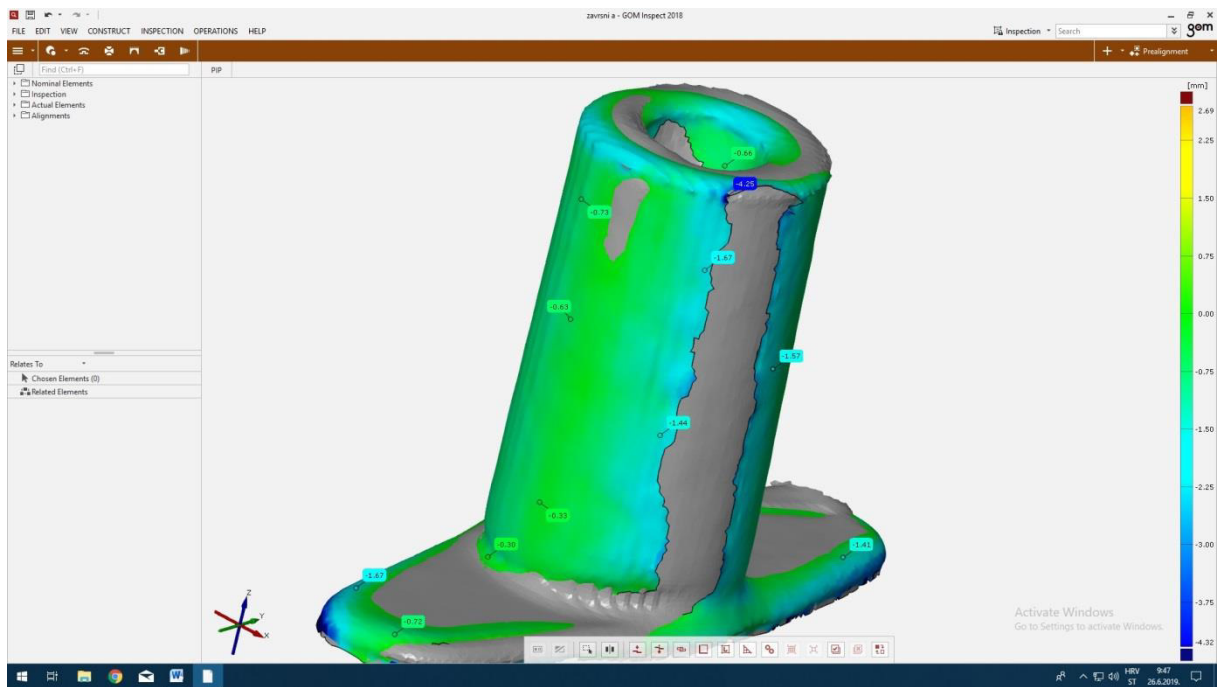 zavrsni a - GOM Inspect 2018
FILE EDIT VIEW CONSTRUCT INSPECTION OPERATIONS HELP
Inspection
Search
gom
Prealignment
Find (Ctrl+F)
PIP
Nominal Elements
Inspection
Actual Elements
Alignments
Relates To
Chosen Elements (0)
Related Elements
-0.66
-4.25
-0.73
-1.67
-0.63
-1.57
-1.44
-0.33
-0.30
-1.41
-1.67
-0.72
Z
Y
X
[mm]
2.69
2.25
1.50
0.75
0.00
-0.75
-1.50
-2.25
-3.00
-3.75
-4.32
Activate Windows
Go to Settings to activate Windows.
HRV 9:47
ST 26.6.2019.